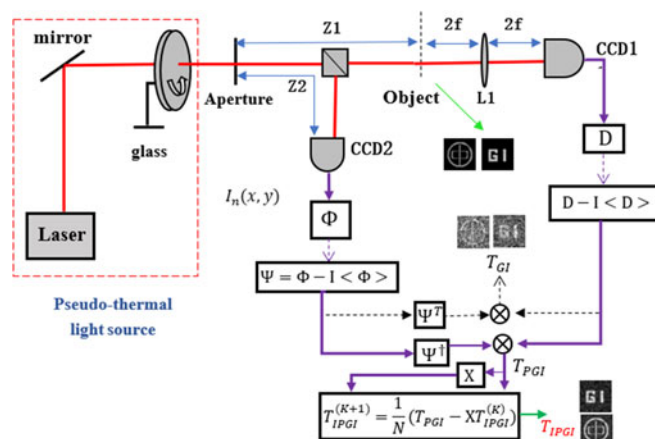 mirror
Z1
2f
2f
CCD1
Aperture
Z2
Object
L1
glass
CCD2
GI
D
I_n(x, y)
Φ
Laser
D − I < D >
GI
Ψ = Φ − I < Φ >
T_GI
Pseudo-thermal
light source
Ψ^T
Ψ^†
T_PGI
X
GI
T_IPGI^(K+1) = 1/N (T_PGI − XT_IPGI^(K))
T_IPGI